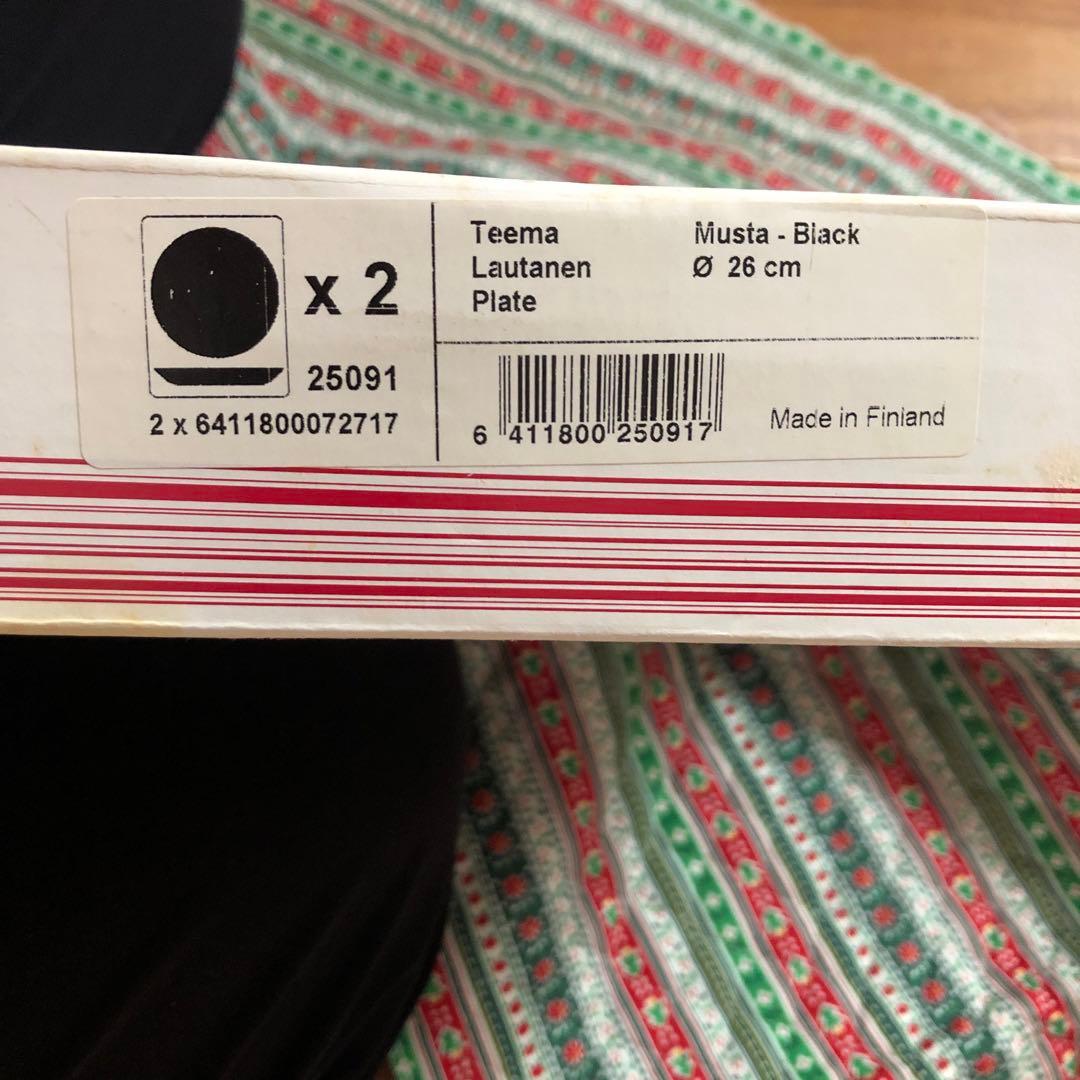 x 2
25091
2 x 6411800072717
Teema
Lautanen
Plate
Musta - Black
Ø 26 cm
6 411800 250917
Made in Finland